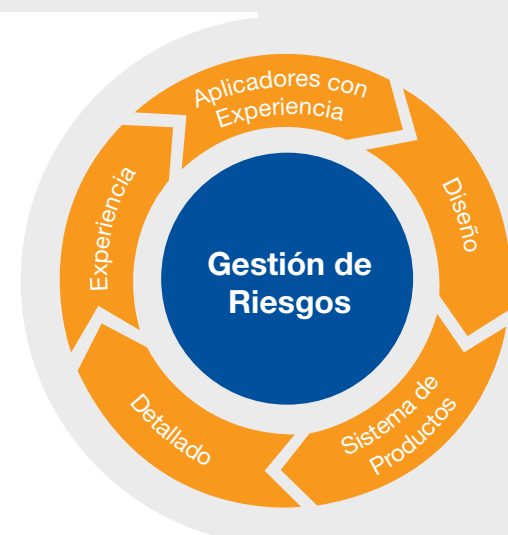 Aplicadores con
Experiencia
Diseño
Sistema de
Productos
Detallado
Experiencia
Gestión de
Riesgos